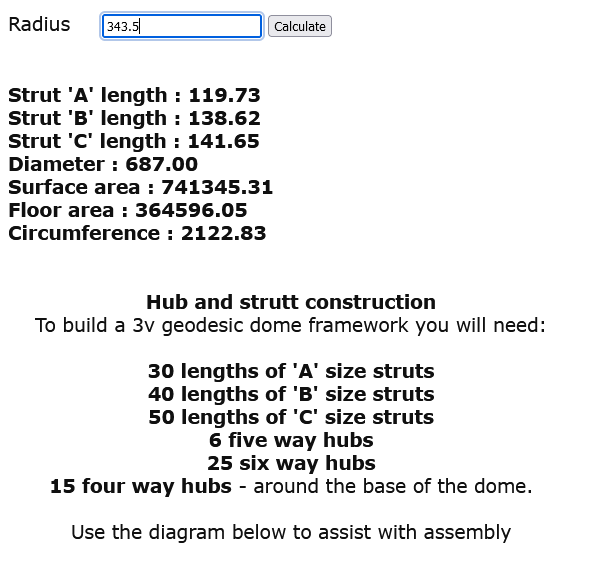 Radius 343.5 Calculate
Strut 'A' length : 119.73
Strut 'B' length : 138.62
Strut 'C' length : 141.65
Diameter : 687.00
Surface area : 741345.31
Floor area : 364596.05
Circumference : 2122.83
Hub and strutt construction
To build a 3v geodesic dome framework you will need:
30 lengths of 'A' size struts
40 lengths of 'B' size struts
50 lengths of 'C' size struts
6 five way hubs
25 six way hubs
15 four way hubs - around the base of the dome.
Use the diagram below to assist with assembly